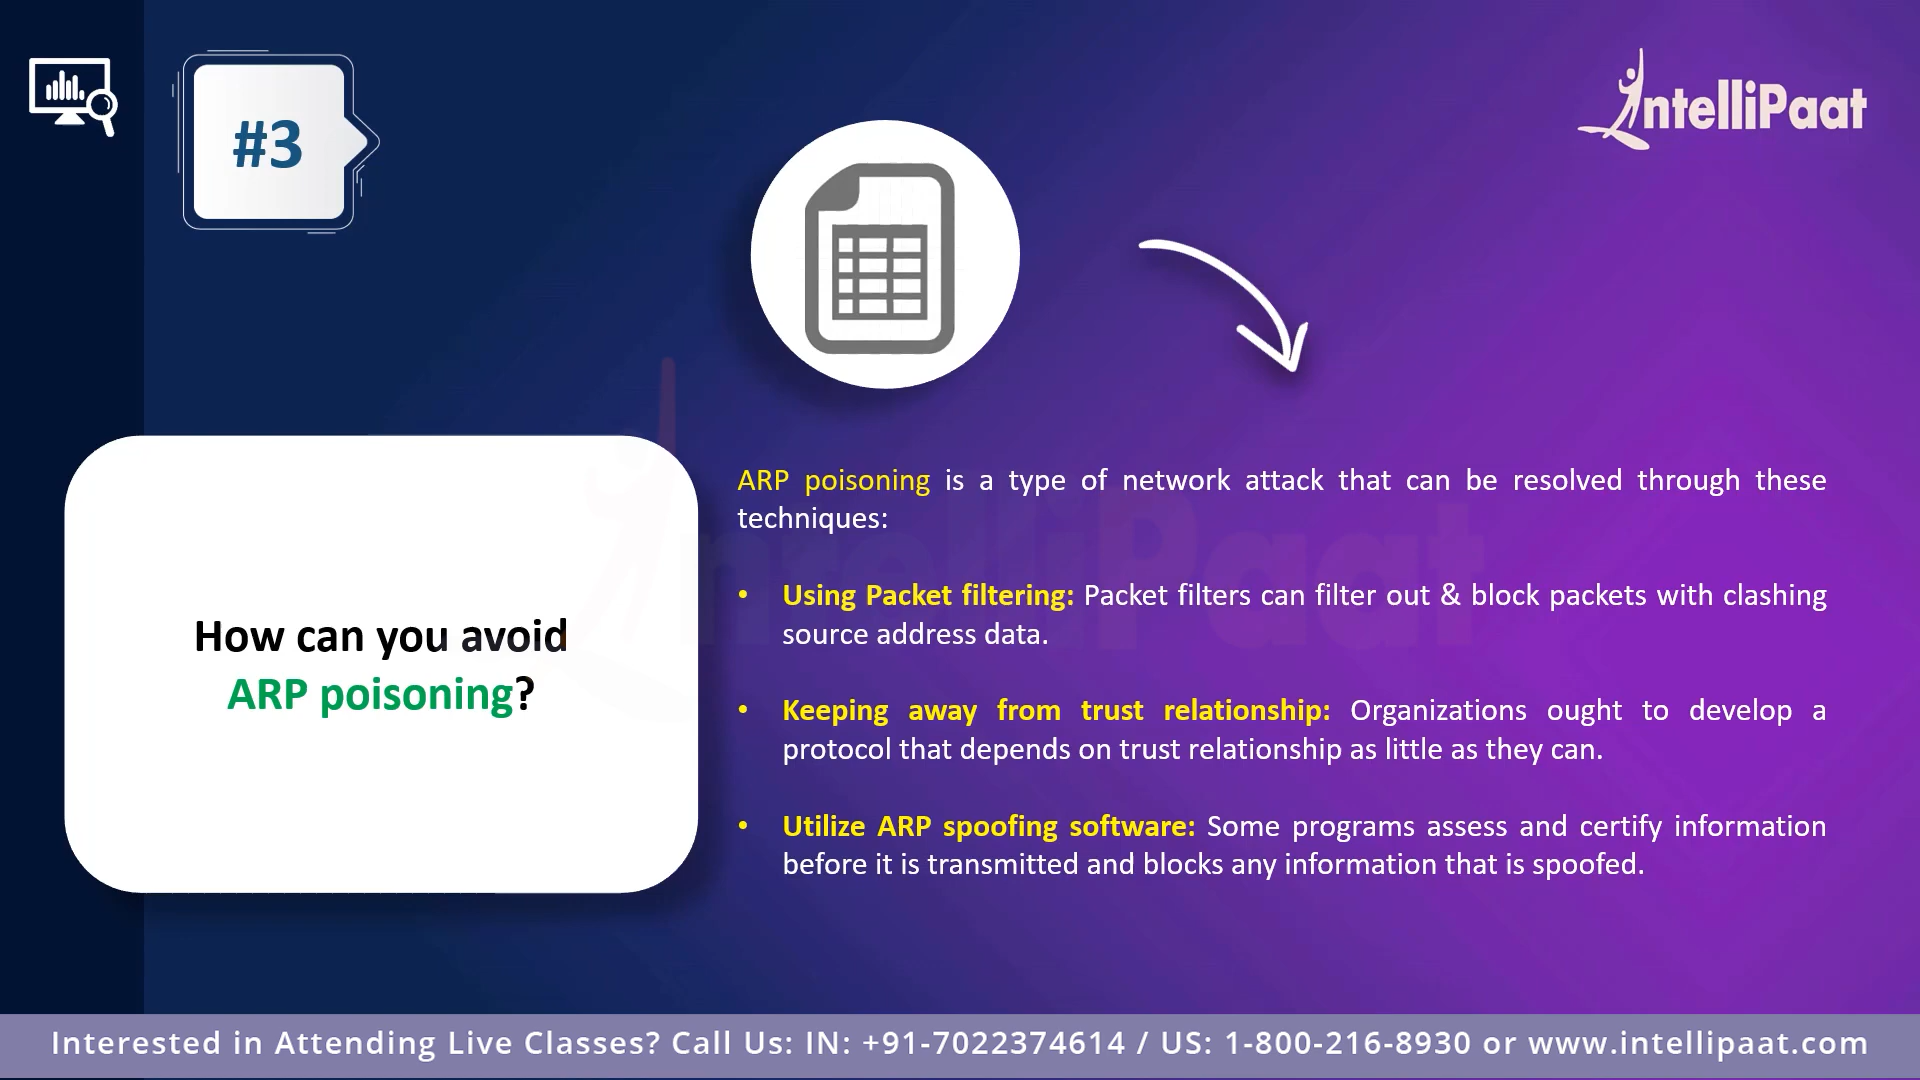 #3
IntelliPaat
How can you avoid
ARP poisoning?
ARP poisoning is a type of network attack that can be resolved through these
techniques:
• Using Packet filtering: Packet filters can filter out & block packets with clashing
source address data.
• Keeping away from trust relationship: Organizations ought to develop a
protocol that depends on trust relationship as little as they can.
• Utilize ARP spoofing software: Some programs assess and certify information
before it is transmitted and blocks any information that is spoofed.
IntelliPaat
Interested in Attending Live Classes? Call Us: IN: +91-7022374614 / US: 1-800-216-8930 or www.intellipaat.com